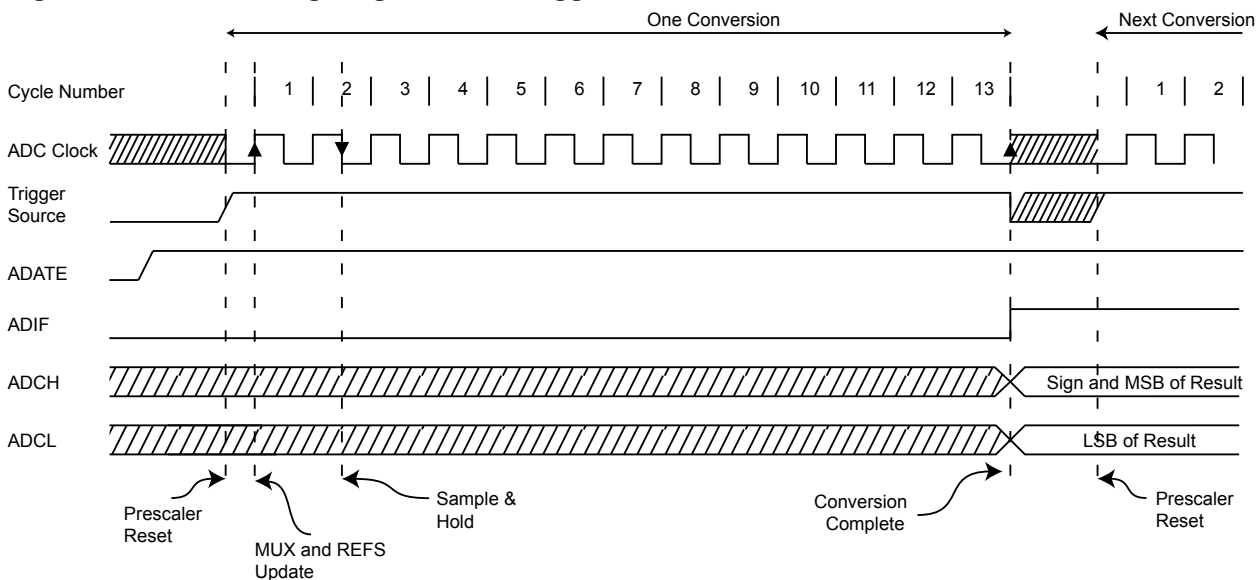 One Conversion
Next Conversion
Cycle Number
1 2 3 4 5 6 7 8 9 10 11 12 13 1 2
ADC Clock
Trigger
Source
ADATE
ADIF
ADCH
Sign and MSB of Result
ADCL
LSB of Result
Prescaler
Reset
MUX and REFS
Update
Sample &
Hold
Conversion
Complete
Prescaler
Reset